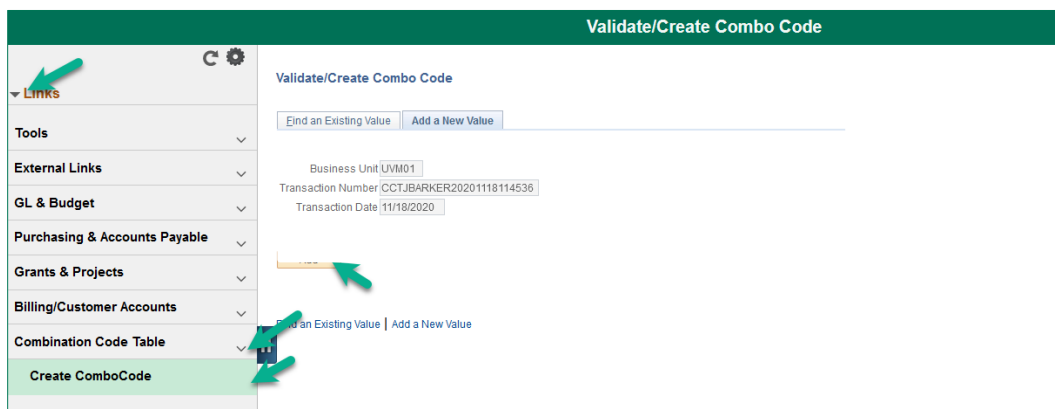 Validate/Create Combo Code
Links
Tools
External Links
GL & Budget
Purchasing & Accounts Payable
Grants & Projects
Billing/Customer Accounts
Combination Code Table
Create ComboCode
Validate/Create Combo Code
Find an Existing Value
Add a New Value
Business Unit UVM01
Transaction Number CCTJBARKER20201118114536
Transaction Date 11/18/2020
Find an Existing Value | Add a New Value